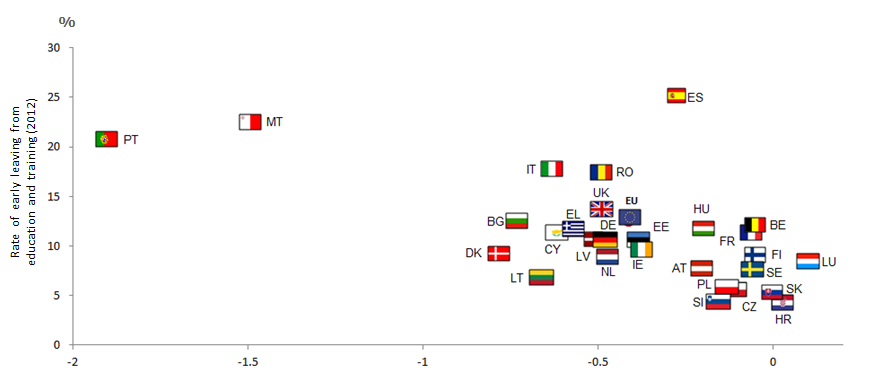 %
Rate of early leaving from
education and training (2012)
30
25
20
15
10
5
0
-2
-1.5
-1
-0.5
0
ES
MT
PT
IT
RO
UK
EU
BG
EL
DE
EE
HU
FR
BE
CY
DK
LV
NL
IE
LT
AT
FI
SE
LU
PL
SI
CZ
SK
HR